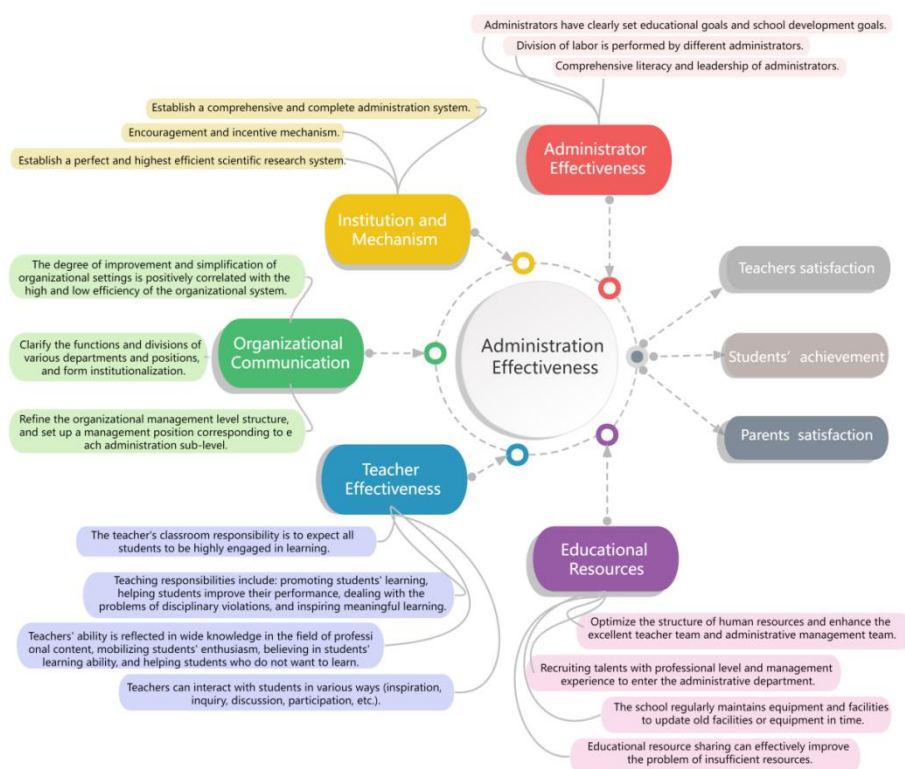 Administrators have clearly set educational goals and school development goals.
Division of labor is performed by different administrators.
Comprehensive literacy and leadership of administrators.
Administrator
Effectiveness
Establish a comprehensive and complete administration system.
Encouragement and incentive mechanism.
Establish a perfect and highest efficient scientific research system.
Institution and
Mechanism
The degree of improvement and simplification of
organizational settings is positively correlated with the
high and low efficiency of the organizational system.
Clarify the functions and divisions of
various departments and positions,
and form institutionalization.
Refine the organizational management level structure,
and set up a management position corresponding to e
ach administration sub-level.
Organizational
Communication
Administration
Effectiveness
Teachers satisfaction
Students' achievement
Parents satisfaction
Teacher
Effectiveness
The teacher's classroom responsibility is to expect all
students to be highly engaged in learning.
Teaching responsibilities include: promoting students' learning,
helping students improve their performance, dealing with the
problems of disciplinary violations, and inspiring meaningful learning.
Teachers' ability is reflected in wide knowledge in the field of professi
onal content, mobilizing students' enthusiasm, believing in students'
learning ability, and helping students who do not want to learn.
Teachers can interact with students in various ways (inspiration,
inquiry, discussion, participation, etc.).
Educational
Resources
Optimize the structure of human resources and enhance the
excellent teacher team and administrative management team.
Recruiting talents with professional level and management
experience to enter the administrative department.
The school regularly maintains equipment and facilities
to update old facilities or equipment in time.
Educational resource sharing can effectively improve
the problem of insufficient resources.